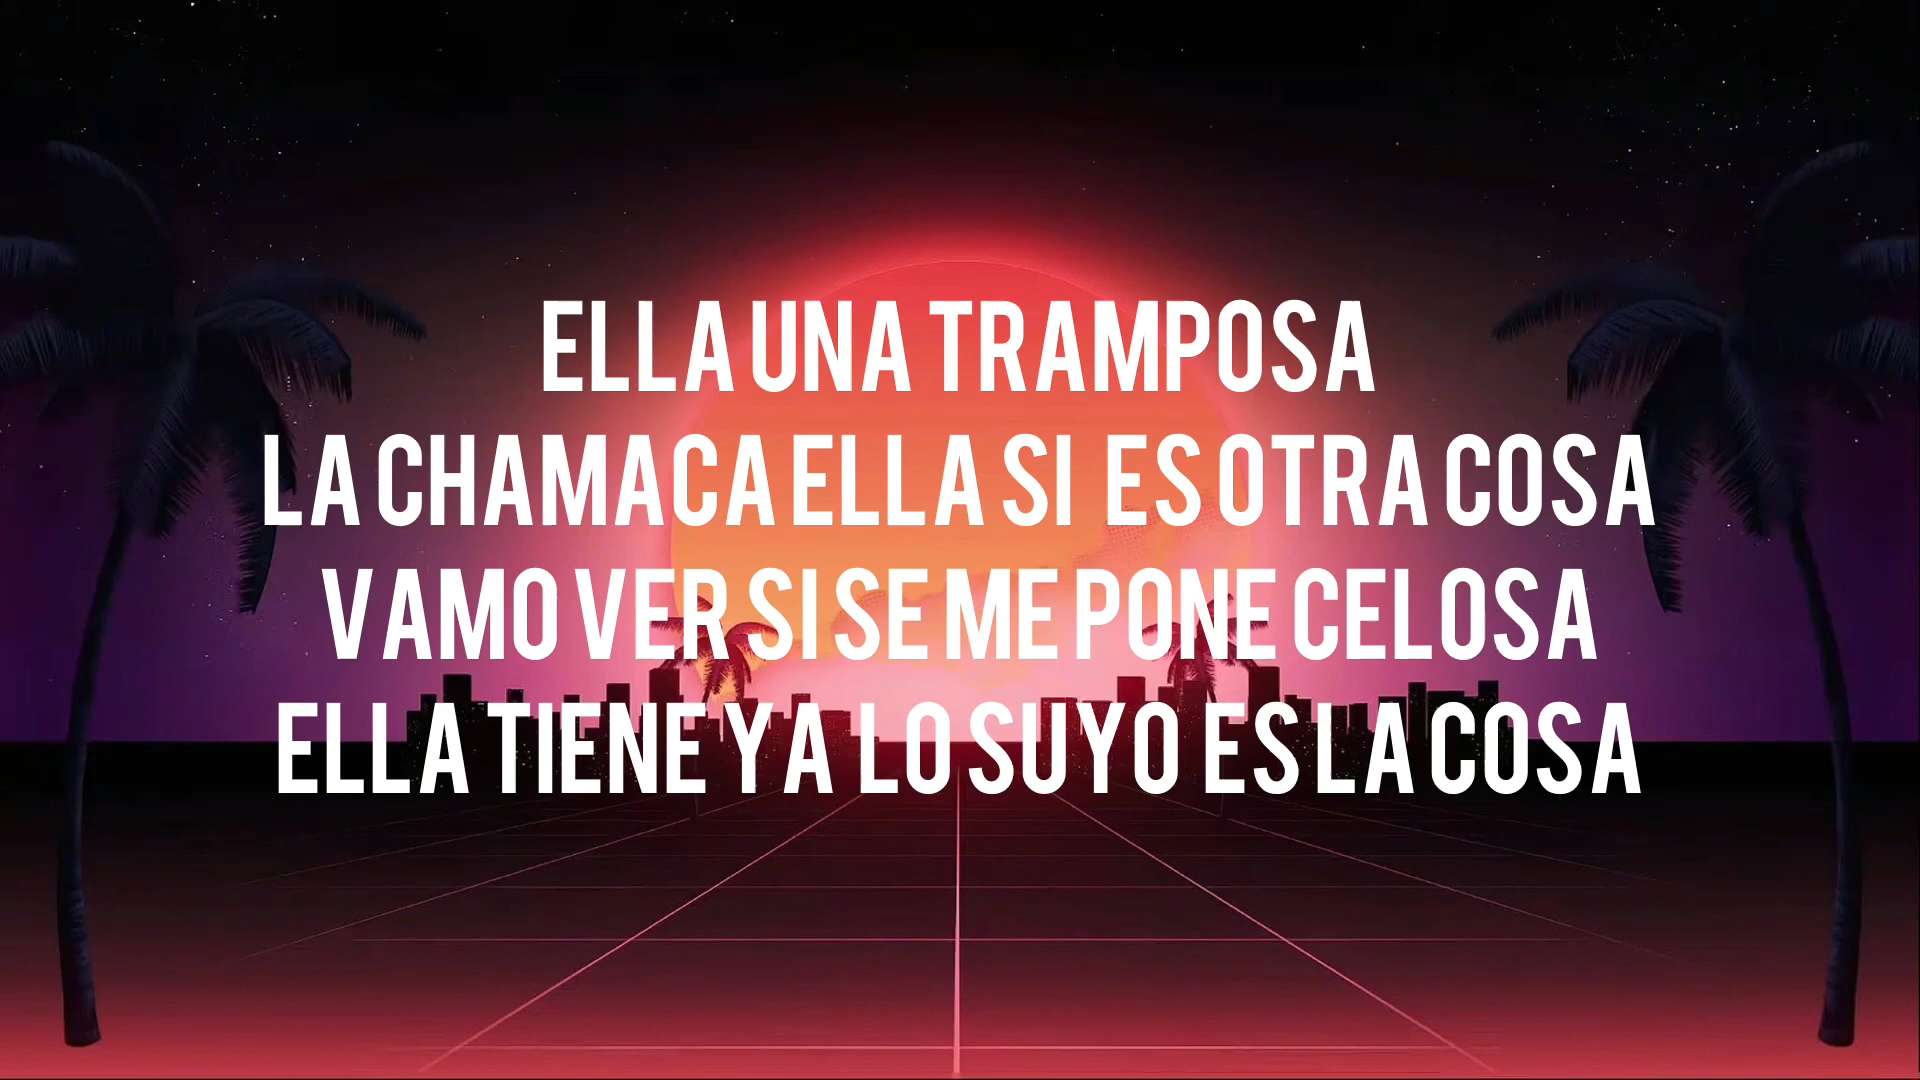 ELLA UNA TRAMPOSA
LA CHAMACA ELLA SI ES OTRA COSA
VAMO VER SI SE ME PONE CELOSA
ELLA TIENE YA LO SUYO ES LA COSA